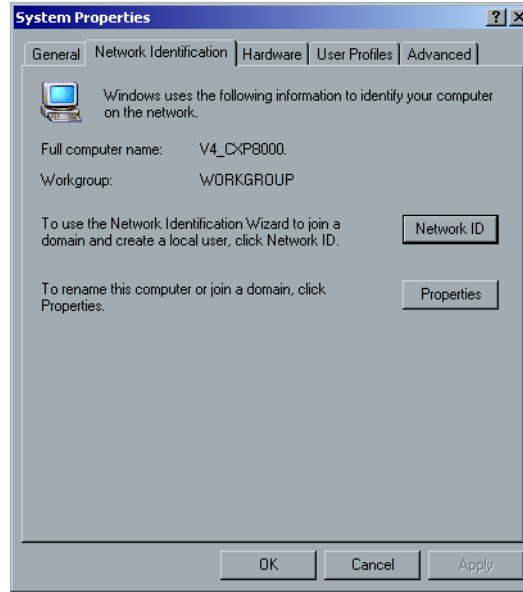 System Properties
General Network Identification Hardware User Profiles Advanced
Windows uses the following information to identify your computer
on the network.
Full computer name: V4_CXP8000.
Workgroup: WORKGROUP
To use the Network Identification Wizard to join a
domain and create a local user, click Network ID.
Network ID
To rename this computer or join a domain, click
Properties.
Properties
OK Cancel Apply